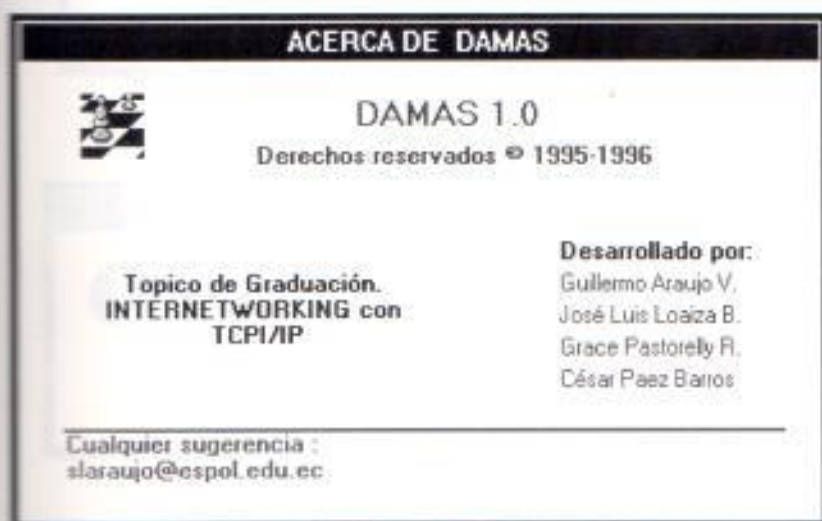 ACERCA DE DAMAS
DAMAS 1.0
Derechos reservados © 1995-1996
Topico de Graduación.
INTERNETWORKING con
TCPI/IP
Desarrollado por:
Guillermo Araujo V.
José Luis Loaiza B.
Grace Pastorelly R.
César Paez Barros
Cualquier sugerencia :
slaraujo@espol.edu.ec